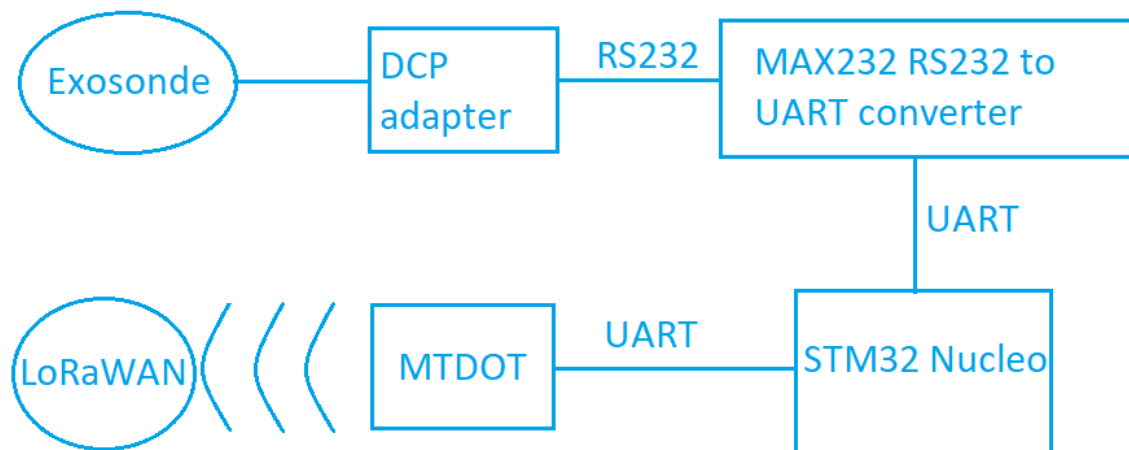 Exosonde
DCP
adapter
RS232
MAX232 RS232 to
UART converter
UART
LoRaWAN
MTDOT
UART
STM32 Nucleo